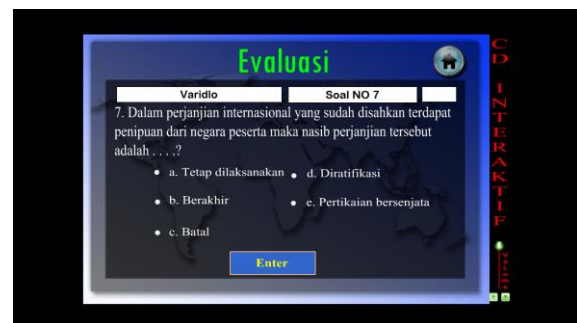 Evaluasi
Varidlo
Soal NO 7
7. Dalam perjanjian internasional yang sudah disahkan terdapat
penipuan dari negara peserta maka nasib perjanjian tersebut
adalah . . . .?
a. Tetap dilaksanakan
d. Diratifikasi
b. Berakhir
e. Pertikaian bersenjata
c. Batal
Enter
CD INTERAKTIF
Volume